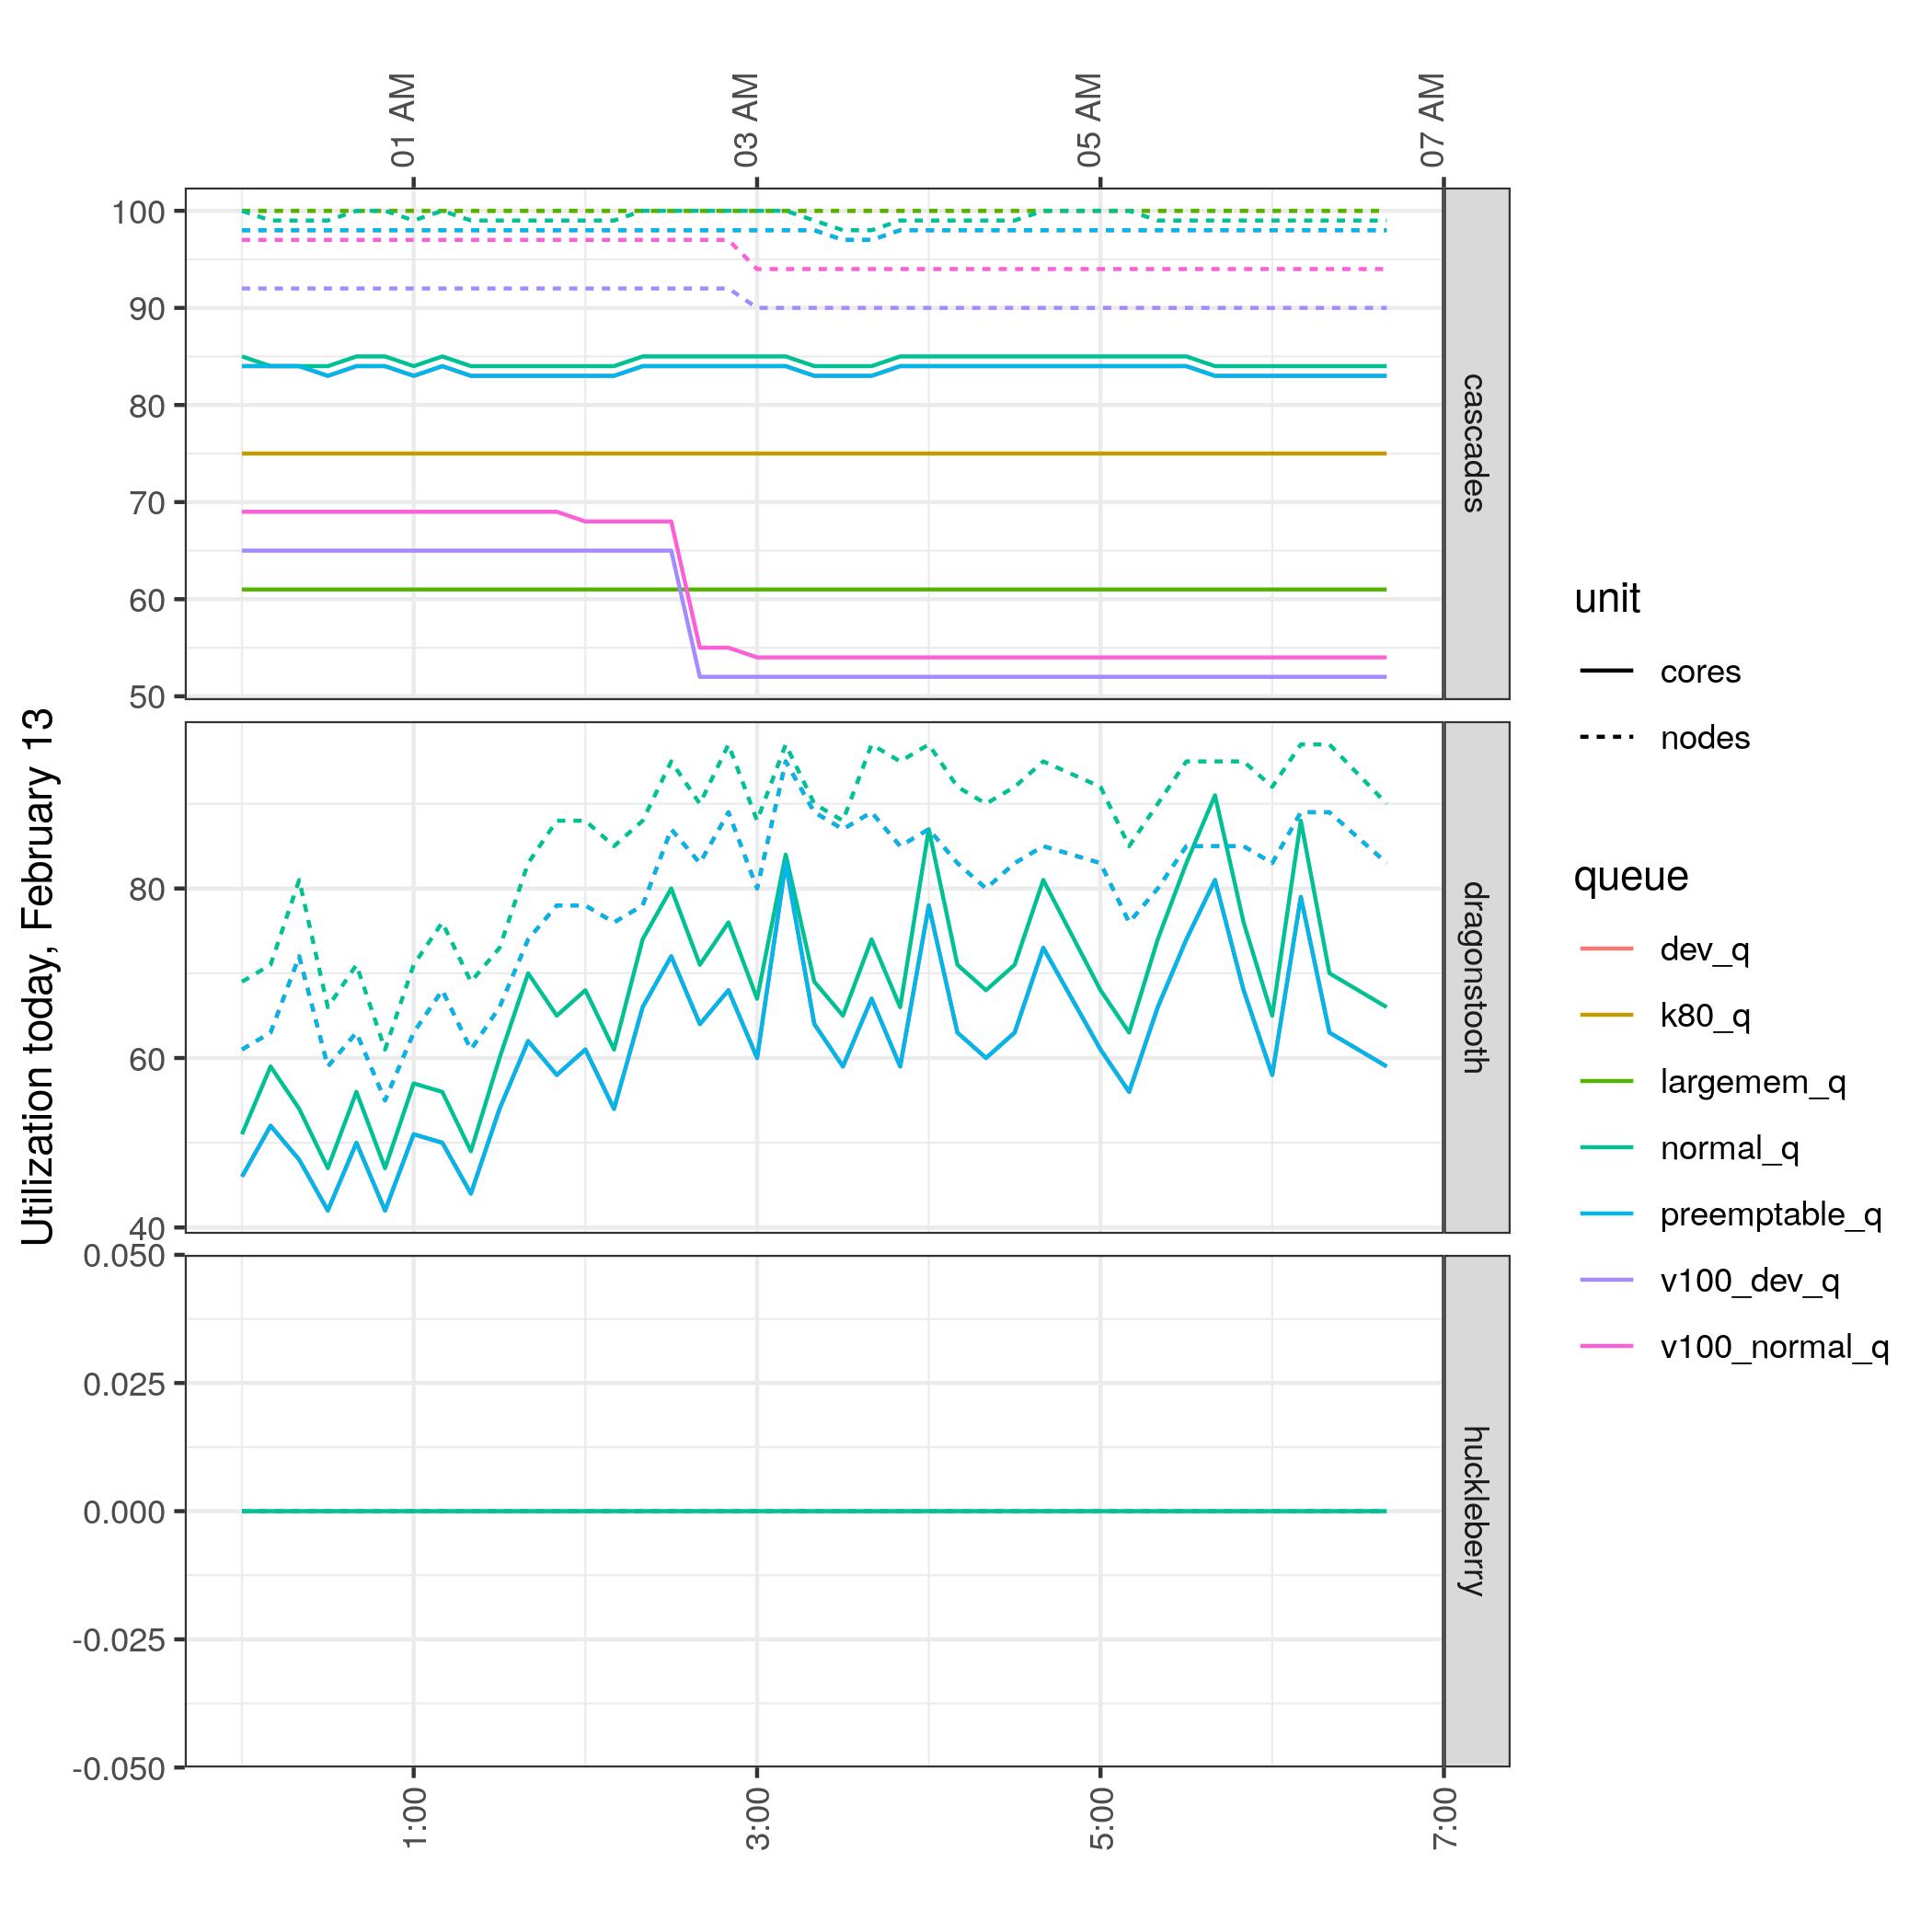 01 AM
03 AM
05 AM
07 AM
100
90
80
70
60
50
cascades
80
60
40
dragonstooth
0.050
0.025
0.000
-0.025
-0.050
huckleberry
1:00
3:00
5:00
7:00
Utilization today, February 13
unit
cores
nodes
queue
dev_q
k80_q
largemem_q
normal_q
preemptable_q
v100_dev_q
v100_normal_q